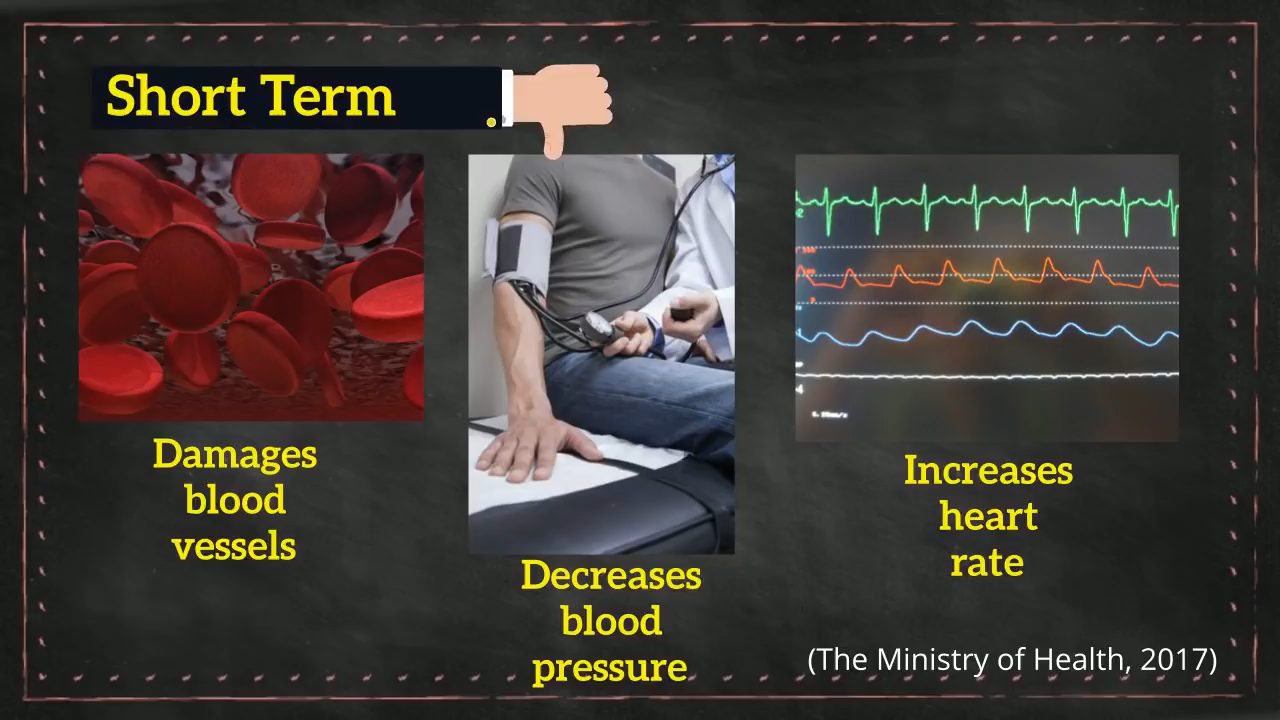 Short Term
Damages
blood
vessels
Decreases
blood
pressure
Increases
heart
rate
(The Ministry of Health, 2017)